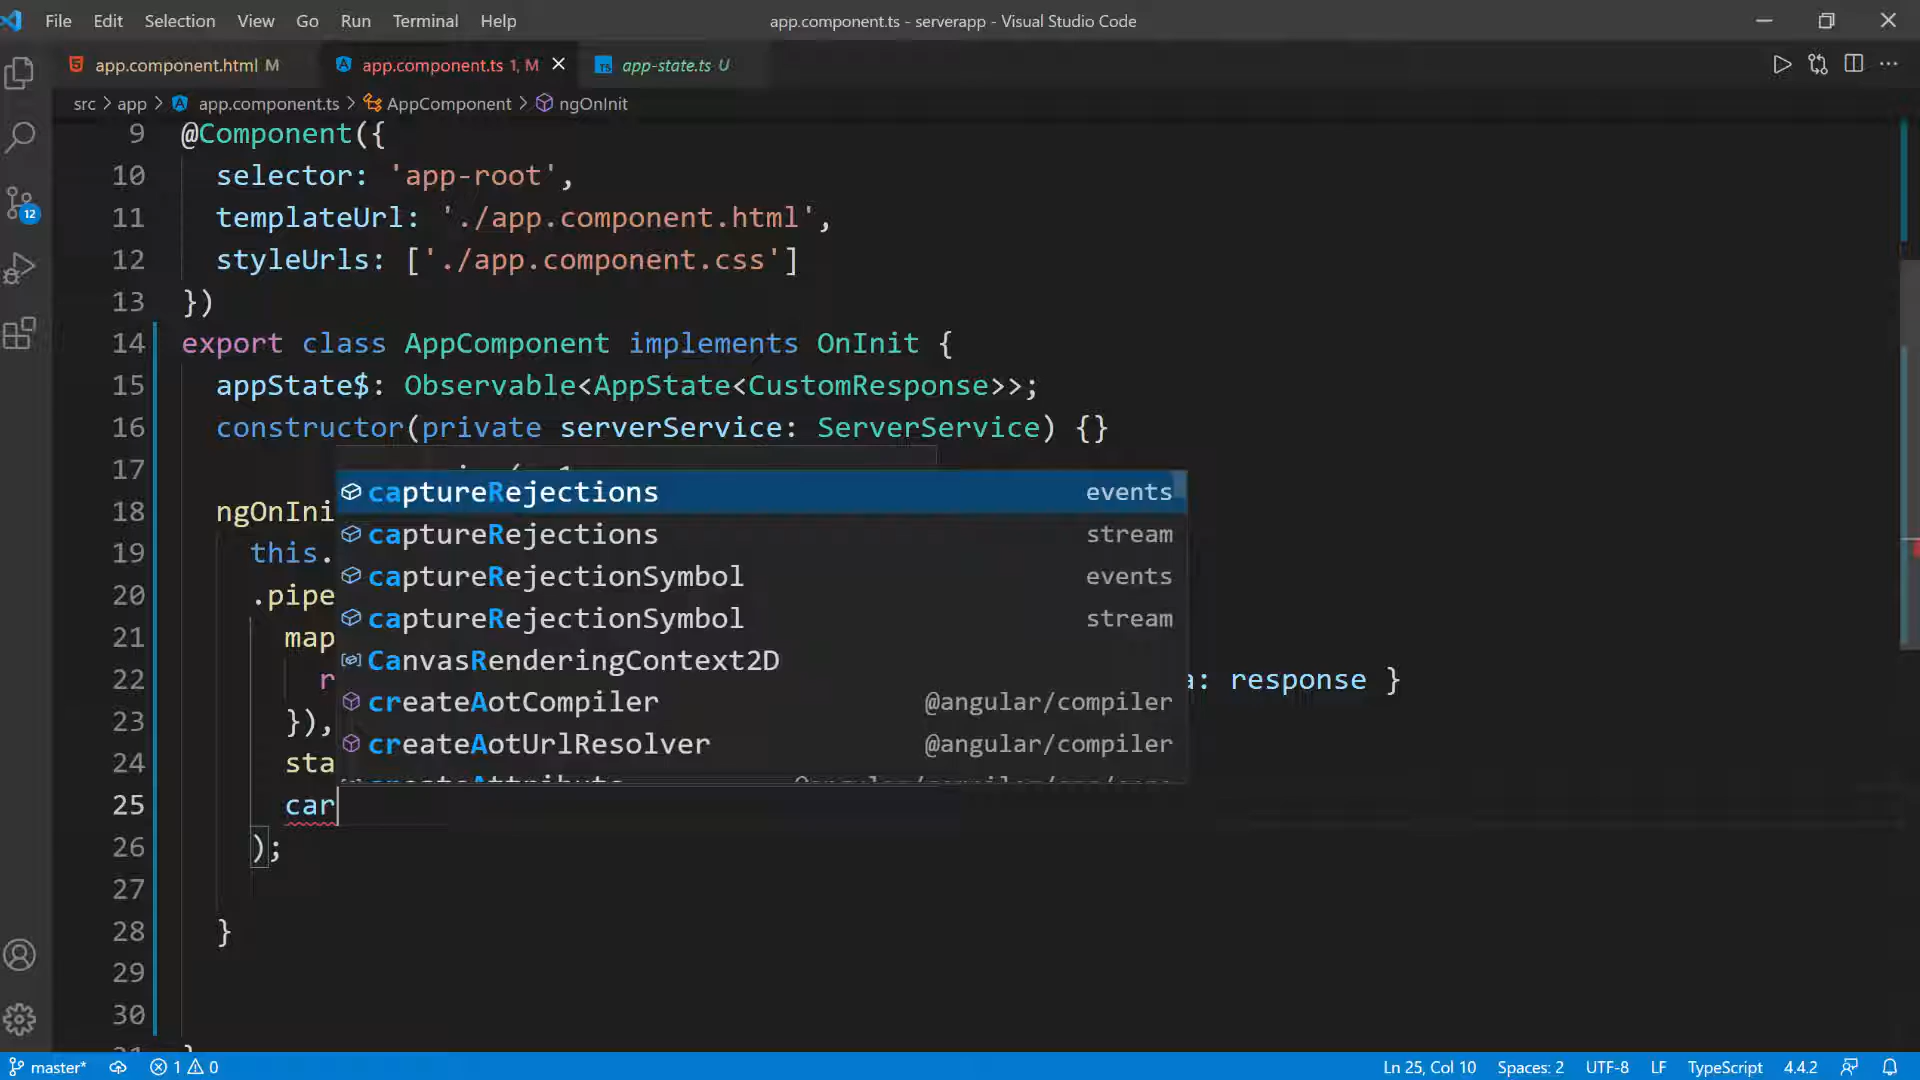 File Edit Selection View Go Run Terminal Help app.component.ts - serverapp - Visual Studio Code
app.component.html M app.component.ts 1, M app-state.ts U
src > app > app.component.ts > AppComponent > ngOnInit
9 @Component({
10 selector: 'app-root',
11 templateUrl: './app.component.html',
12 styleUrls: ['./app.component.css']
13 })
14 export class AppComponent implements OnInit {
15 appState$: Observable<AppState<CustomResponse>>;
16 constructor(private serverService: ServerService) {}
17
captureRejections events
18 ngOnIni
captureRejections stream
19 this.
captureRejectionSymbol events
20 .pipe
captureRejectionSymbol stream
21 map
CanvasRenderingContext2D
22 r : response }
createAotCompiler @angular/compiler
23 }),
createAotUrlResolver @angular/compiler
24 sta
25 car
26 );
27
28 }
29
30
master* 1 0 Ln 25, Col 10 Spaces: 2 UTF-8 LF TypeScript 4.4.2
12